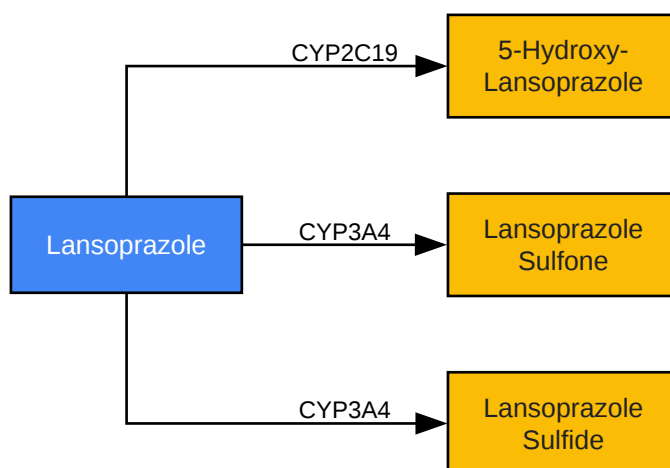 CYP2C19
5-Hydroxy-
Lansoprazole
Lansoprazole
CYP3A4
Lansoprazole
Sulfone
CYP3A4
Lansoprazole
Sulfide